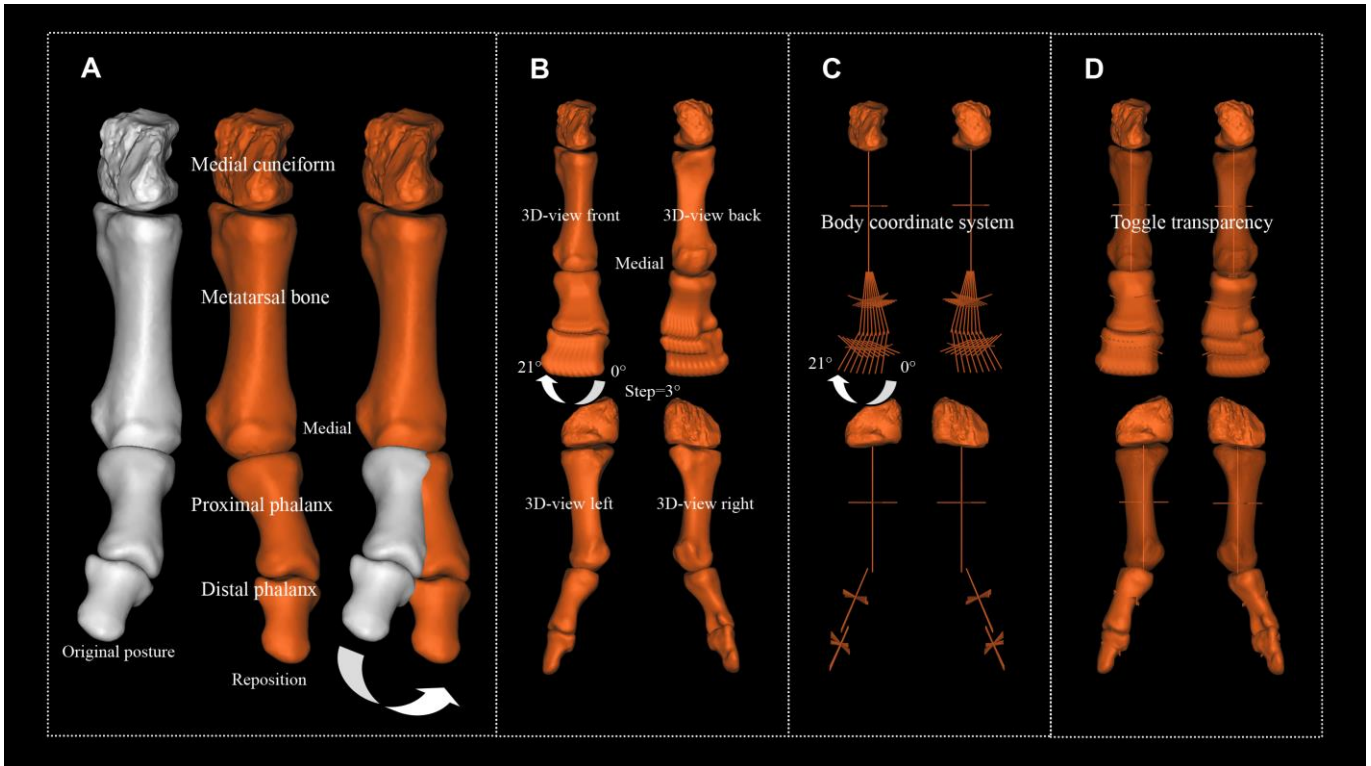 A
Medial cuneiform
Metatarsal bone
Medial
Proximal phalanx
Distal phalanx
Original posture
Reposition
B
3D-view front
3D-view back
Medial
21°
0°
Step=3°
3D-view left
3D-view right
C
Body coordinate system
21°
0°
D
Toggle transparency